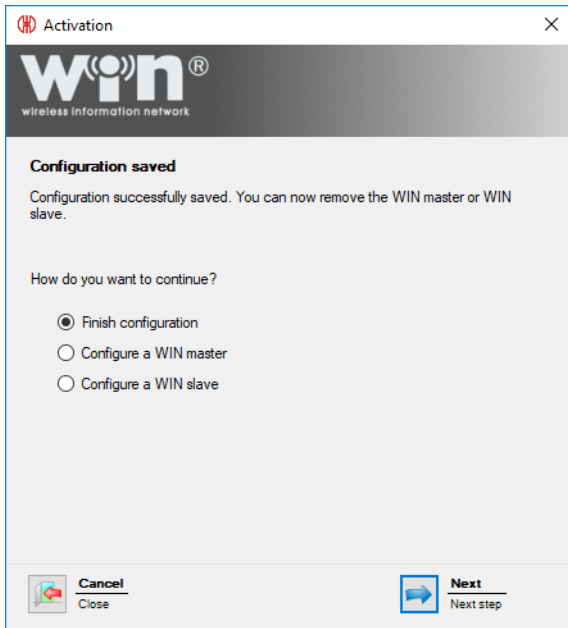 Activation
WIN®
wireless information network
Configuration saved
Configuration successfully saved. You can now remove the WIN master or WIN
slave.
How do you want to continue?
Finish configuration
Configure a WIN master
Configure a WIN slave
Cancel
Close
Next
Next step